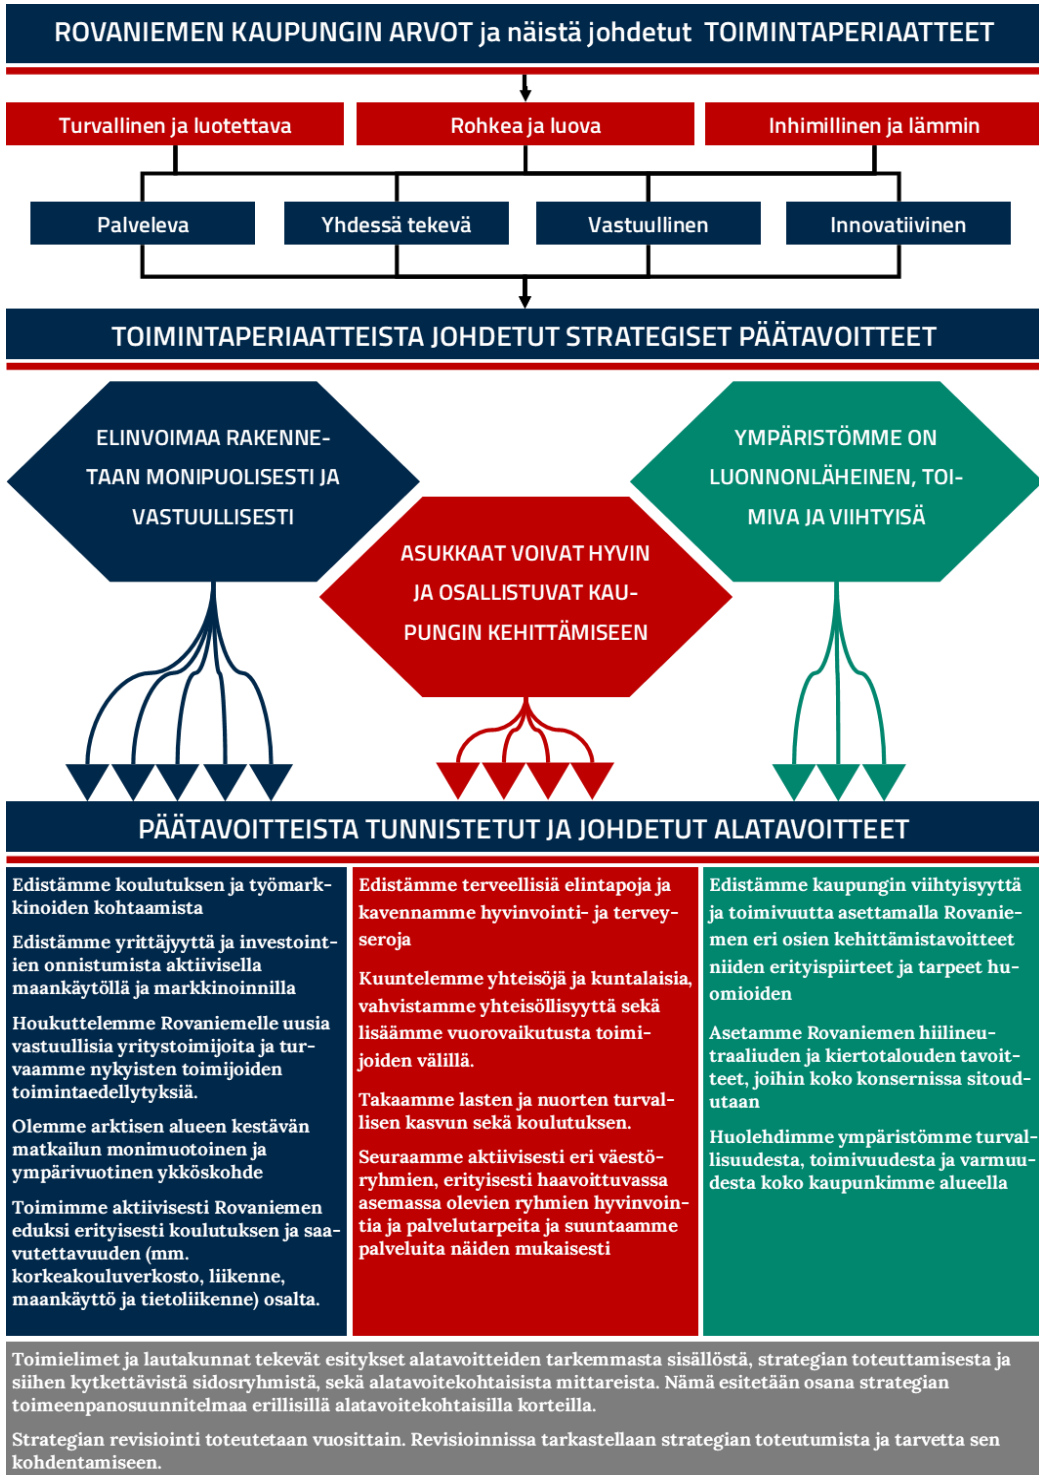 ROVANIEMEN KAUPUNGIN ARVOT ja näistä johdetut TOIMINTAPERIAATTEET
Turvallinen ja luotettava
Rohkea ja luova
Inhimillinen ja lämmin
Palveleva
Yhdessä tekevä
Vastuullinen
Innovatiivinen
TOIMINTAPERIAATTEISTA JOHDETUT STRATEGISET PÄÄTAVOITTEET
ELINVOIMAA RAKENNE-
TAAN MONIPUOLISESTI JA
VASTUULLISESTI
ASUKKAAT VOIVAT HYVIN
JA OSALLISTUVAT KAU-
PUNGIN KEHITTÄMISEEN
YMPÄRISTÖMME ON
LUONNONLÄHEINEN, TOI-
MIVA JA VIIHTYISÄ
PÄÄTAVOITTEISTA TUNNISTETUT JA JOHDETUT ALATAVOITTEET
Edistämme koulutuksen ja työmark-
kinoiden kohtaamista
Edistämme yrittäjyyttä ja investoint-
ien onnistumista aktiivisella
maankäytöllä ja markkinoinnilla
Houkuttelemme Rovaniemelle uusia
vastuullisia yritystoimijoita ja tur-
vaamme nykyisten toimijoiden
toimintaedellytyksiä.
Olemme arktisen alueen kestävän
matkailun monimuotoinen ja
ympärivuotinen ykköskohde
Toimimme aktiivisesti Rovaniemen
eduksi erityisesti koulutuksen ja saa-
vutettavuuden (mm.
korkeakouluverkosto, liikenne,
maankäyttö ja tietoliikenne) osalta.
Edistämme terveellisiä elintapoja ja
kavennamme hyvinvointi- ja tervey-
seroja
Kuuntelemme yhteisöjä ja kuntalaisia,
vahvistamme yhteisöllisyyttä sekä
lisäämme vuorovaikutusta toimi-
joiden välillä.
Takaamme lasten ja nuorten turval-
lisen kasvun sekä koulutuksen.
Seuraamme aktiivisesti eri väestö-
ryhmien, erityisesti haavoittuvassa
asemassa olevien ryhmien hyvinvoin-
tia ja palvelutarpeita ja suuntaamme
palveluita näiden mukaisesti
Edistämme kaupungin viihtyisyyttä
ja toimivuutta asettamalla Rovanie-
men eri osien kehittämistavoitteet
niiden erityispiirteet ja tarpeet hu-
omioiden
Asetamme Rovaniemen hiilineu-
traaliuden ja kiertotalouden tavoit-
teet, joihin koko konsernissa sitoud-
utaan
Huolehdimme ympäristömme turval-
lisuudesta, toimivuudesta ja varmuu-
desta koko kaupunkimme alueella
Toimielimet ja lautakunnat tekevät esitykset alatavoitteiden tarkemmasta sisällöstä, strategian toteuttamisesta ja
siihen kytkettävistä sidosryhmistä, sekä alatavoitekohtaisista mittareista. Nämä esitetään osana strategian
toimeenpanosuunnitelmaa erillisillä alatavoitekohtaisilla korteilla.
Strategian revisiointi toteutetaan vuosittain. Revisioinnissa tarkastellaan strategian toteutumista ja tarvetta sen
kohdentamiseen.